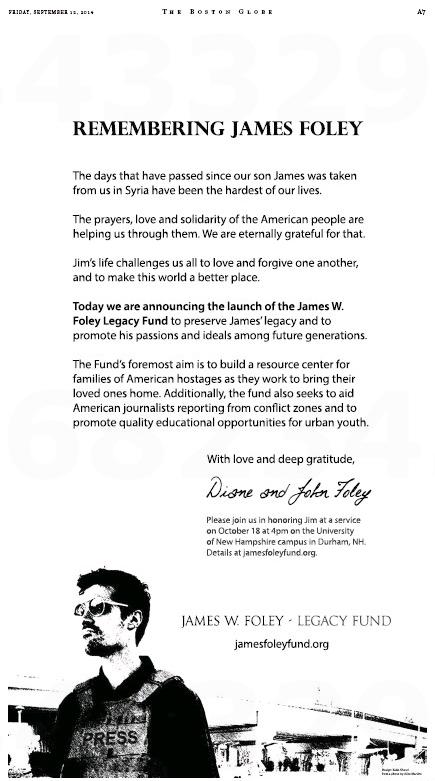 FRIDAY, SEPTEMBER 12, 2014 THE BOSTON GLOBE A7
REMEMBERING JAMES FOLEY
The days that have passed since our son James was taken
from us in Syria have been the hardest of our lives.
The prayers, love and solidarity of the American people are
helping us through them. We are eternally grateful for that.
Jim's life challenges us all to love and forgive one another,
and to make this world a better place.
Today we are announcing the launch of the James W.
Foley Legacy Fund to preserve James' legacy and to
promote his passions and ideals among future generations.
The Fund's foremost aim is to build a resource center for
families of American hostages as they work to bring their
loved ones home. Additionally, the fund also seeks to aid
American journalists reporting from conflict zones and to
promote quality educational opportunities for urban youth.
With love and deep gratitude,
Diane and John Foley
Please join us in honoring Jim at a service
on October 18 at 4pm on the University
of New Hampshire campus in Durham, NH.
Details at jamesfoleyfund.org.
JAMES W. FOLEY - LEGACY FUND
jamesfoleyfund.org
PRESS